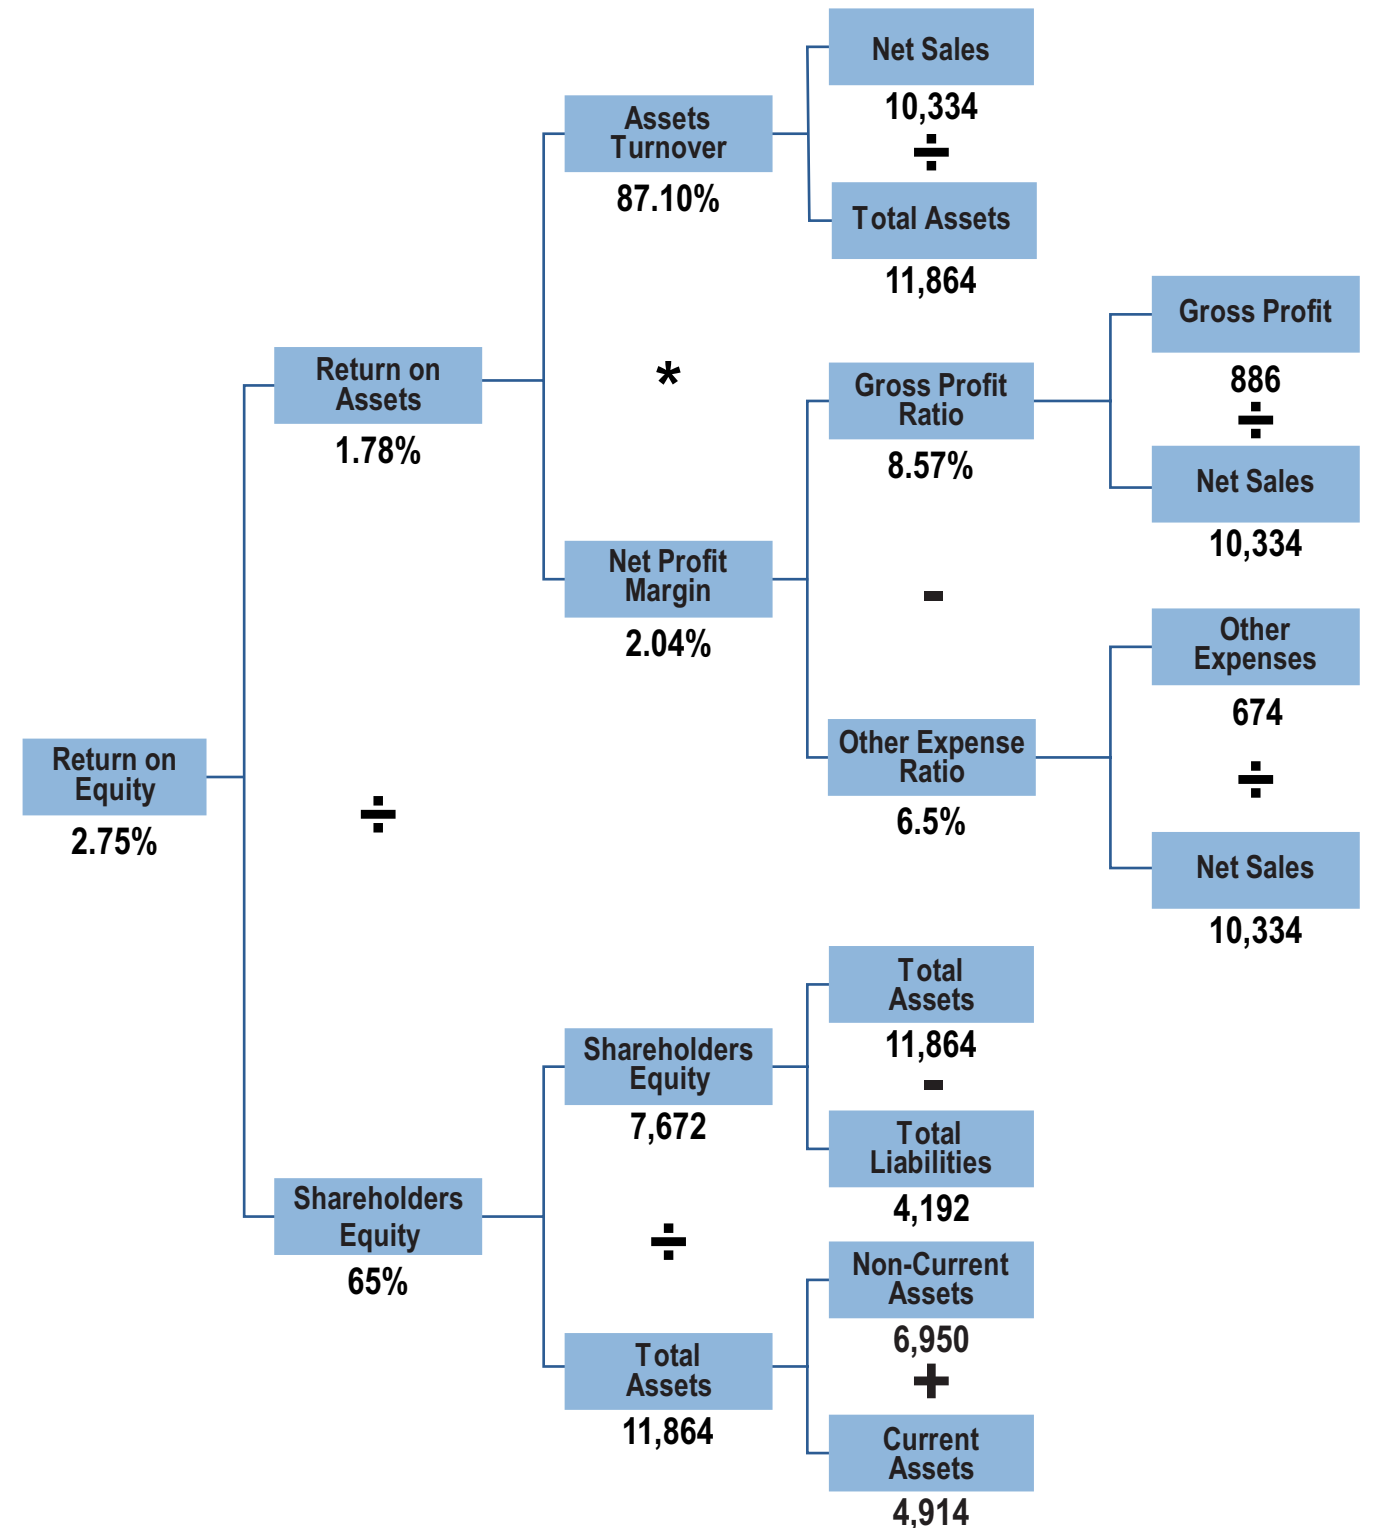 Net Sales
10,334
÷
Assets
Turnover
87.10%
Total Assets
11,864
Gross Profit
886
÷
Net Sales
10,334
Return on
Assets
1.78%
*
Gross Profit
Ratio
8.57%
Net Profit
Margin
2.04%
-
Other
Expenses
674
÷
Net Sales
10,334
Other Expense
Ratio
6.5%
Return on
Equity
2.75%
÷
Total
Assets
11,864
-
Total
Liabilities
4,192
Shareholders
Equity
7,672
Shareholders
Equity
65%
÷
Non-Current
Assets
6,950
+
Current
Assets
4,914
Total
Assets
11,864